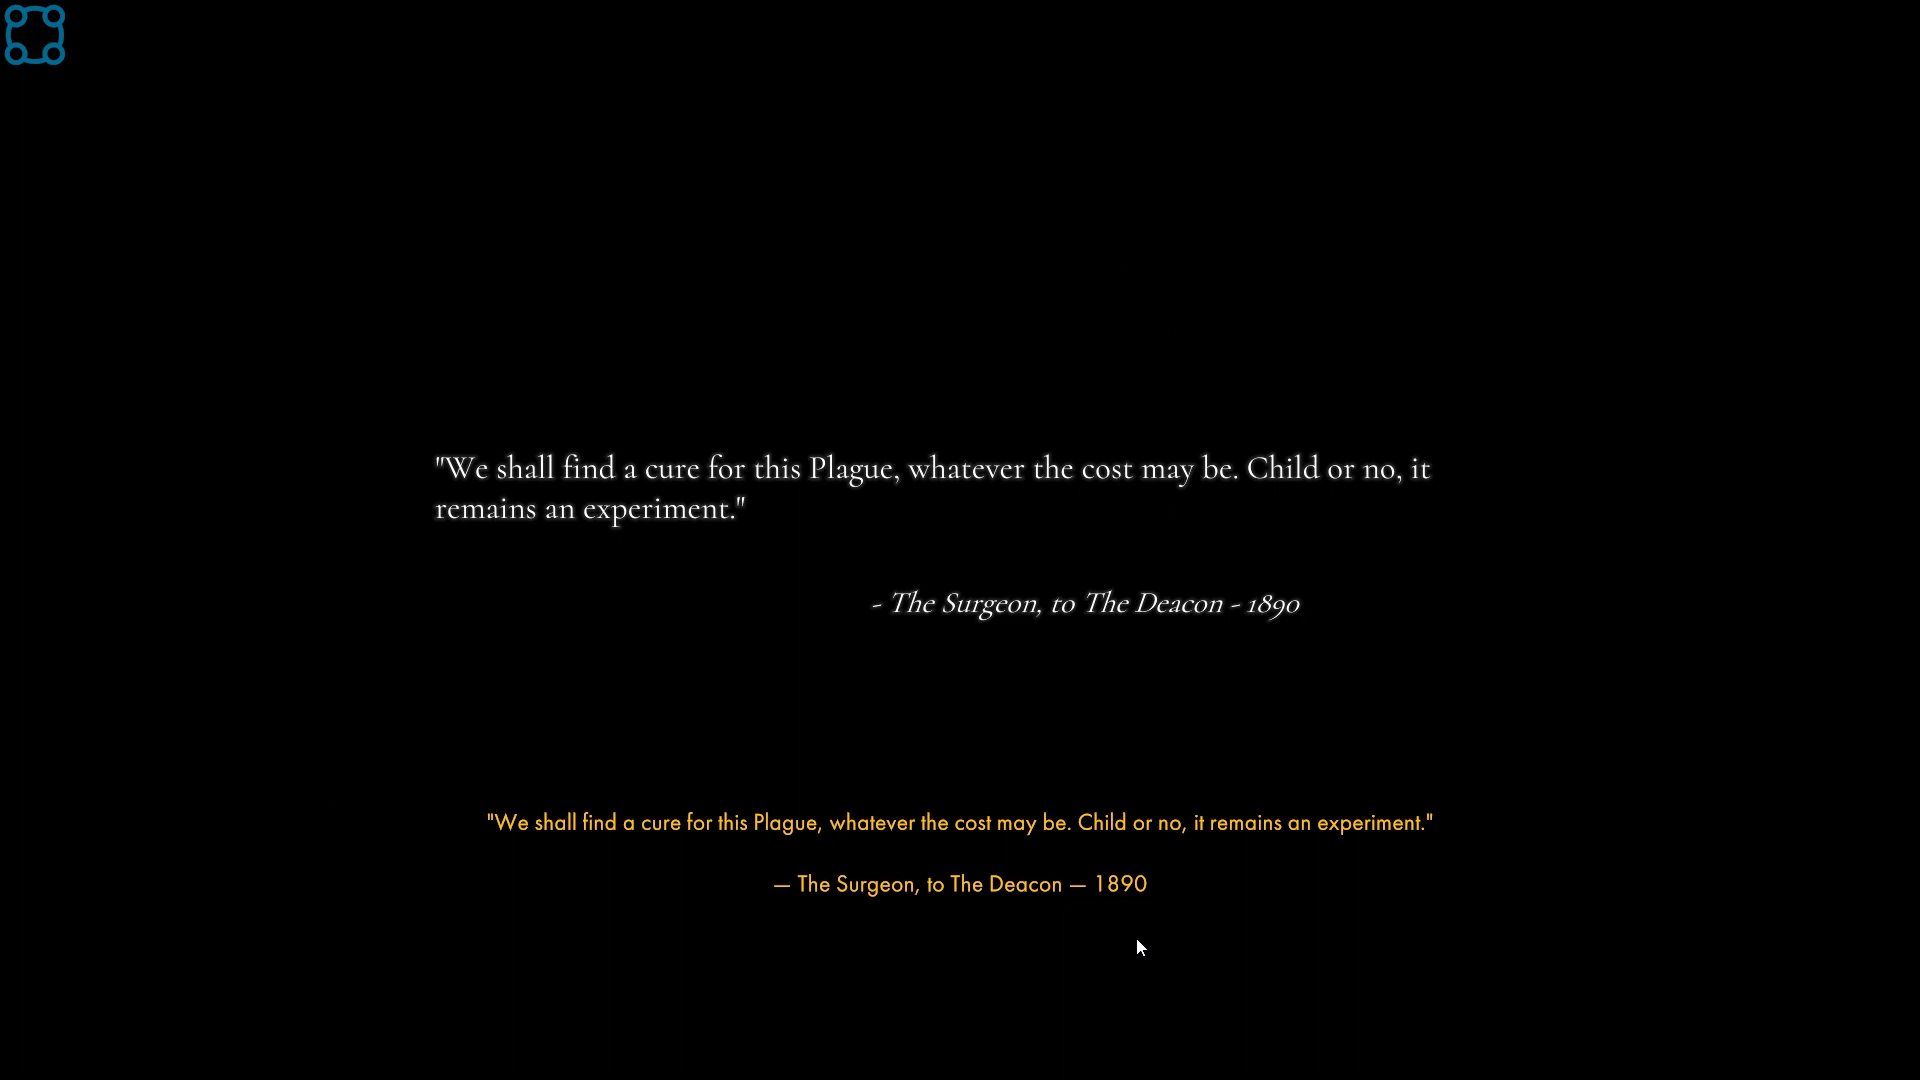 "We shall find a cure for this Plague, whatever the cost may be. Child or no, it
remains an experiment."
- The Surgeon, to The Deacon - 1890
"We shall find a cure for this Plague, whatever the cost may be. Child or no, it remains an experiment."
— The Surgeon, to The Deacon — 1890